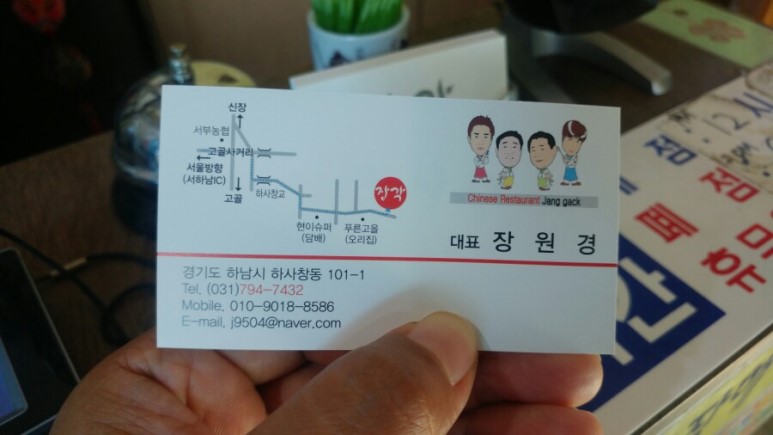 신장
서부농협
고골사거리
서울방향
(서하남IC)
고골
하사창교
장각
현이슈퍼
(담배)
푸른고을
(오리집)
Chinese Restaurant Jang gack
대표 장 원 경
경기도 하남시 하사창동 101-1
Tel. (031)794-7432
Mobile. 010-9018-8586
E-mail. j9504@naver.com